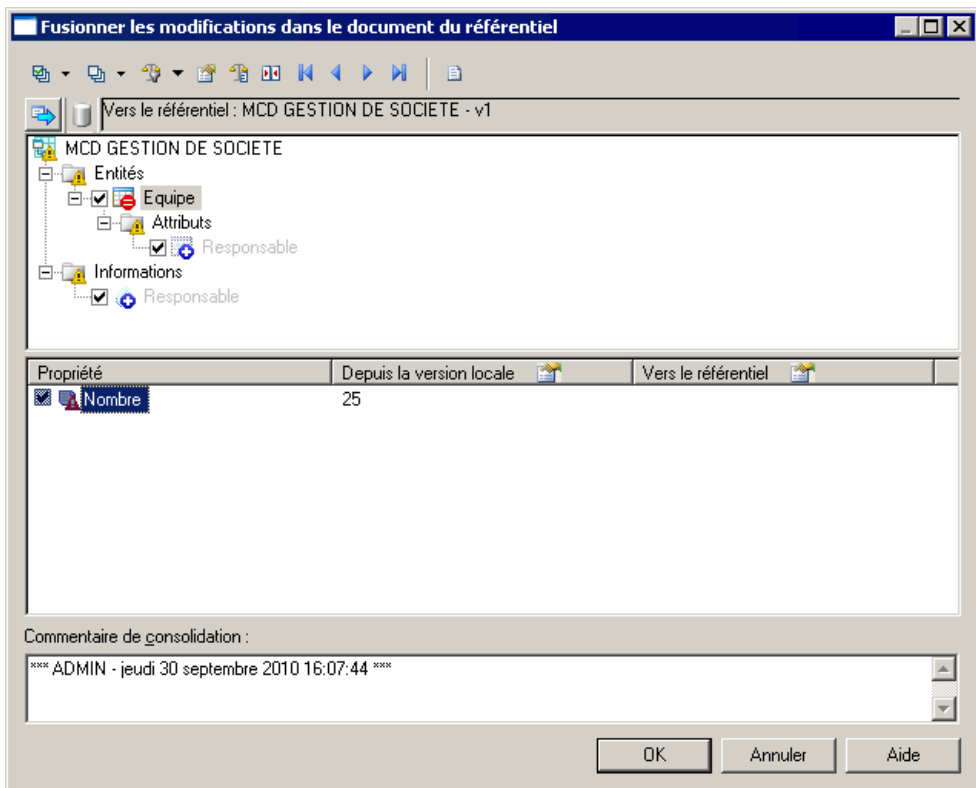 Fusionner les modifications dans le document du référentiel
Vers le référentiel : MCD GESTION DE SOCIETE - v1
MCD GESTION DE SOCIETE
Entités
Equipe
Attributs
Responsable
Informations
Responsable
Propriété Depuis la version locale Vers le référentiel
Nombre 25
Commentaire de consolidation :
*** ADMIN - jeudi 30 septembre 2010 16:07:44 ***
OK Annuler Aide